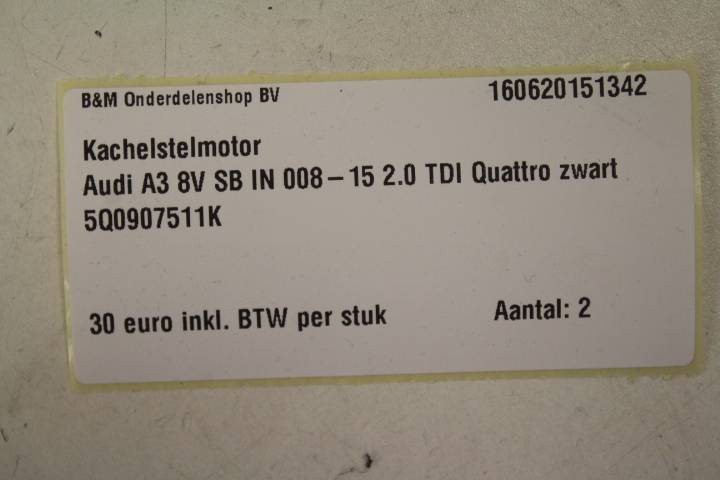 B&M Onderdelenshop BV 160620151342
Kachelstelmotor
Audi A3 8V SB IN 008-15 2.0 TDI Quattro zwart
5Q0907511K
30 euro inkl. BTW per stuk Aantal: 2